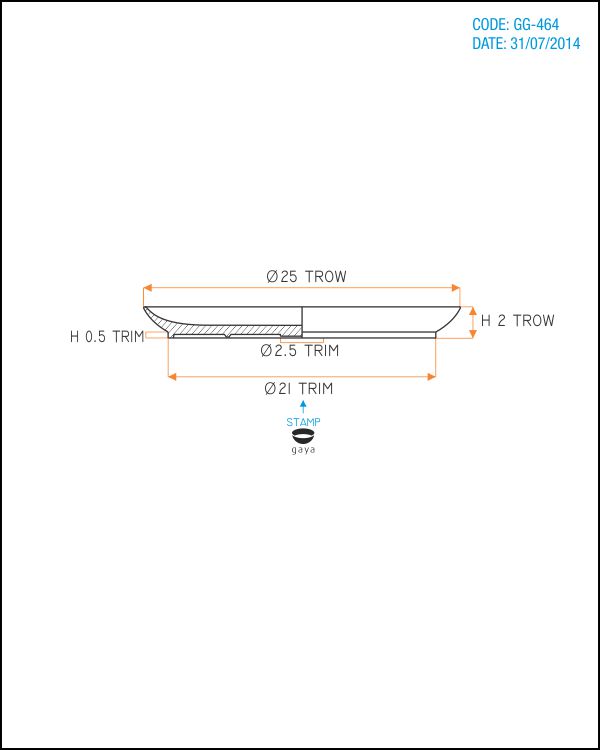 CODE: GG-464
DATE: 31/07/2014
Ø25 TROW
H 2 TROW
H 0.5 TRIM
Ø2.5 TRIM
Ø21 TRIM
STAMP
gaya